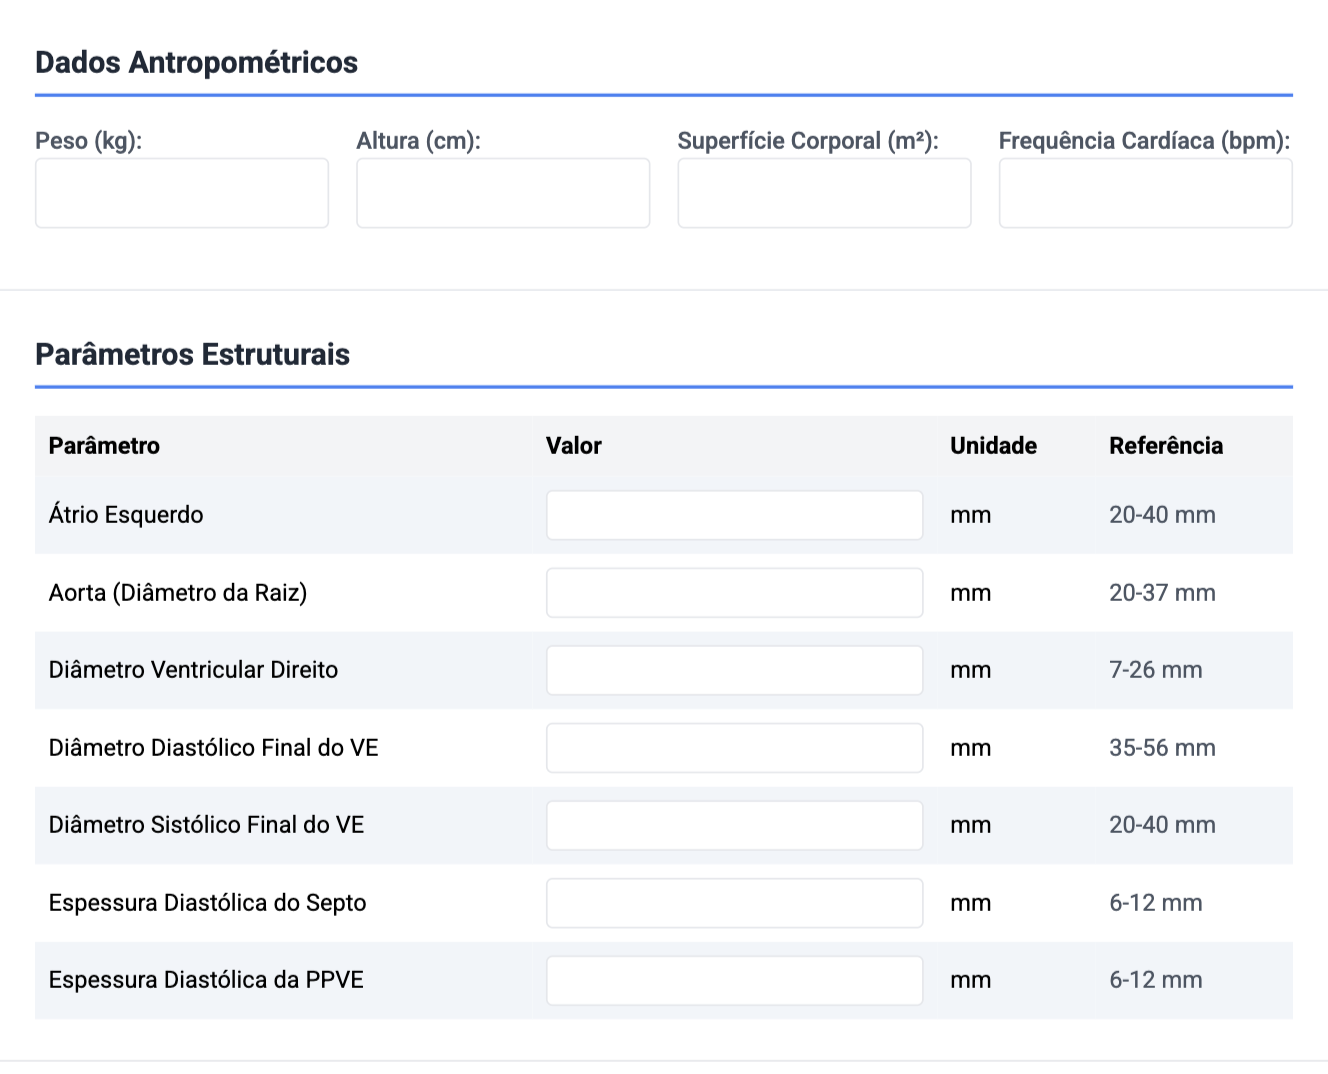 Dados Antropométricos
Peso (kg): Altura (cm): Superfície Corporal (m²): Frequência Cardíaca (bpm):
Parâmetros Estruturais
Parâmetro Valor Unidade Referência
Átrio Esquerdo mm 20-40 mm
Aorta (Diâmetro da Raiz) mm 20-37 mm
Diâmetro Ventricular Direito mm 7-26 mm
Diâmetro Diastólico Final do VE mm 35-56 mm
Diâmetro Sistólico Final do VE mm 20-40 mm
Espessura Diastólica do Septo mm 6-12 mm
Espessura Diastólica da PPVE mm 6-12 mm